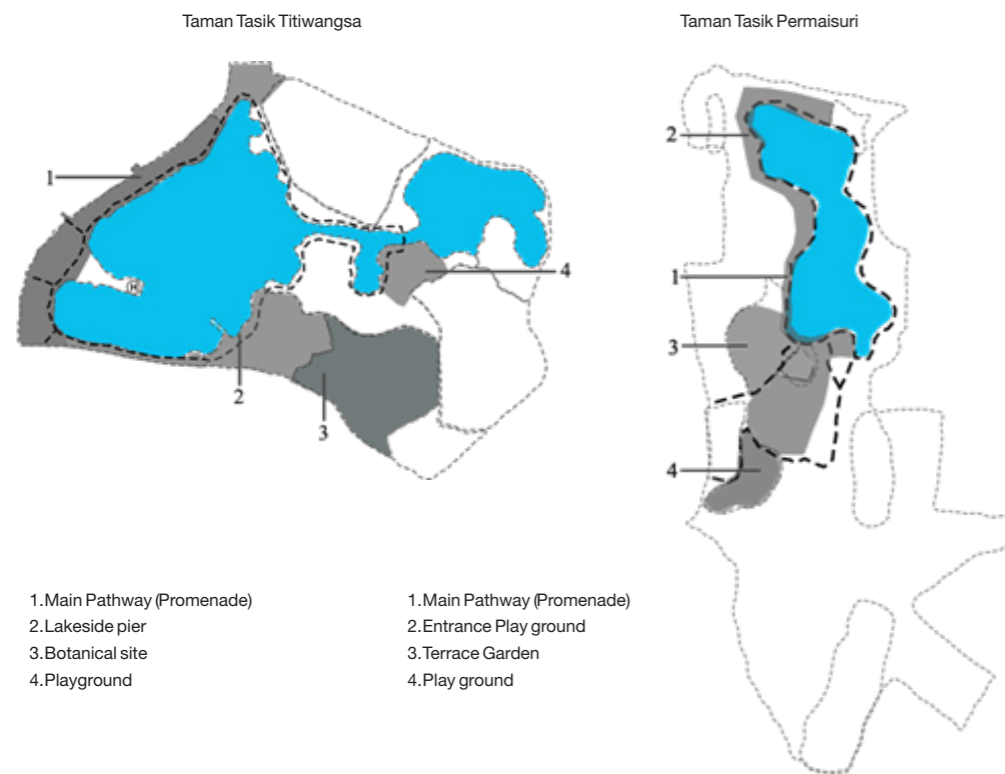 Taman Tasik Titiwangsa
Taman Tasik Permaisuri
1
2
3
4
H
2
1
3
4
1.Main Pathway (Promenade)
2.Lakeside pier
3.Botanical site
4.Playground
1.Main Pathway (Promenade)
2.Entrance Play ground
3.Terrace Garden
4.Play ground